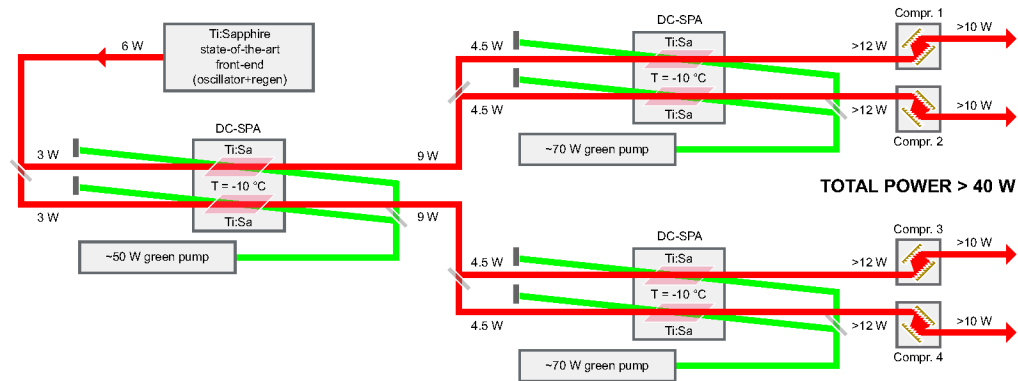 Ti:Sapphire
state-of-the-art
front-end
(oscillator+regen)
6 W
DC-SPA
Ti:Sa
T = -10 °C
Ti:Sa
3 W
3 W
9 W
9 W
~50 W green pump
DC-SPA
Ti:Sa
T = -10 °C
Ti:Sa
4.5 W
4.5 W
>12 W
>12 W
~70 W green pump
Compr. 1
>10 W
>10 W
Compr. 2
TOTAL POWER > 40 W
DC-SPA
Ti:Sa
T = -10 °C
Ti:Sa
4.5 W
4.5 W
>12 W
>12 W
~70 W green pump
Compr. 3
>10 W
>10 W
Compr. 4